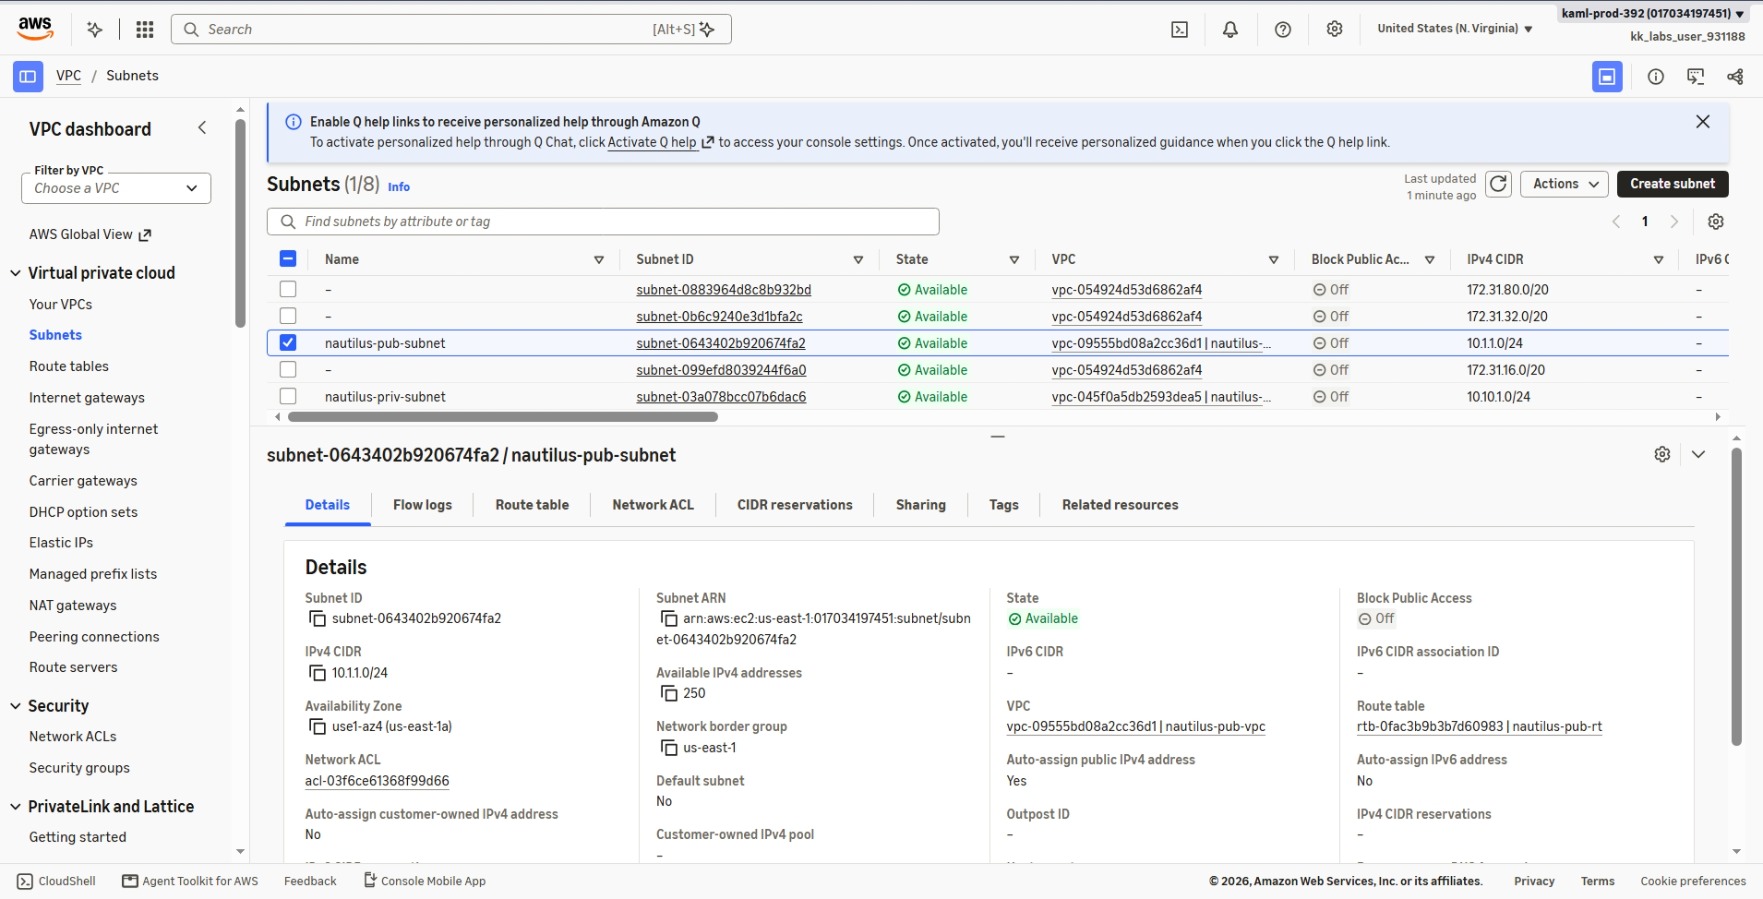 aws
Search
[Alt+S]
United States (N. Virginia) ▼
kaml-prod-392 (017034197451) ▼
kk_labs_user_931188
VPC / Subnets
VPC dashboard
Filter by VPC
Choose a VPC
AWS Global View
Virtual private cloud
Your VPCs
Subnets
Route tables
Internet gateways
Egress-only internet
gateways
Carrier gateways
DHCP option sets
Elastic IPs
Managed prefix lists
NAT gateways
Peering connections
Route servers
Security
Network ACLs
Security groups
PrivateLink and Lattice
Getting started
Enable Q help links to receive personalized help through Amazon Q
To activate personalized help through Q Chat, click Activate Q help to access your console settings. Once activated, you'll receive personalized guidance when you click the Q help link.
Subnets (1/8) Info
Last updated
1 minute ago
Actions
Create subnet
Find subnets by attribute or tag
1
Name Subnet ID State VPC Block Public Ac... IPv4 CIDR IPv6 C
– subnet-0883964d8c8b932bd Available vpc-054924d53d6862af4 Off 172.31.80.0/20 –
– subnet-0b6c9240e3d1bfa2c Available vpc-054924d53d6862af4 Off 172.31.32.0/20 –
nautilus-pub-subnet subnet-0643402b920674fa2 Available vpc-09555bd08a2cc36d1 | nautilus-... Off 10.1.1.0/24 –
– subnet-099efd8039244f6a0 Available vpc-054924d53d6862af4 Off 172.31.16.0/20 –
nautilus-priv-subnet subnet-03a078bcc07b6dac6 Available vpc-045f0a5db2593dea5 | nautilus-... Off 10.10.1.0/24 –
subnet-0643402b920674fa2 / nautilus-pub-subnet
Details Flow logs Route table Network ACL CIDR reservations Sharing Tags Related resources
Details
Subnet ID
subnet-0643402b920674fa2
IPv4 CIDR
10.1.1.0/24
Availability Zone
use1-az4 (us-east-1a)
Network ACL
acl-03f6ce61368f99d66
Auto-assign customer-owned IPv4 address
No
Subnet ARN
arn:aws:ec2:us-east-1:017034197451:subnet/subn
et-0643402b920674fa2
Available IPv4 addresses
250
Network border group
us-east-1
Default subnet
No
Customer-owned IPv4 pool
–
State
Available
IPv6 CIDR
–
VPC
vpc-09555bd08a2cc36d1 | nautilus-pub-vpc
Auto-assign public IPv4 address
Yes
Outpost ID
–
Block Public Access
Off
IPv6 CIDR association ID
–
Route table
rtb-0fac3b9b3b7d60983 | nautilus-pub-rt
Auto-assign IPv6 address
No
IPv4 CIDR reservations
–
CloudShell
Agent Toolkit for AWS
Feedback
Console Mobile App
© 2026, Amazon Web Services, Inc. or its affiliates.
Privacy
Terms
Cookie preferences